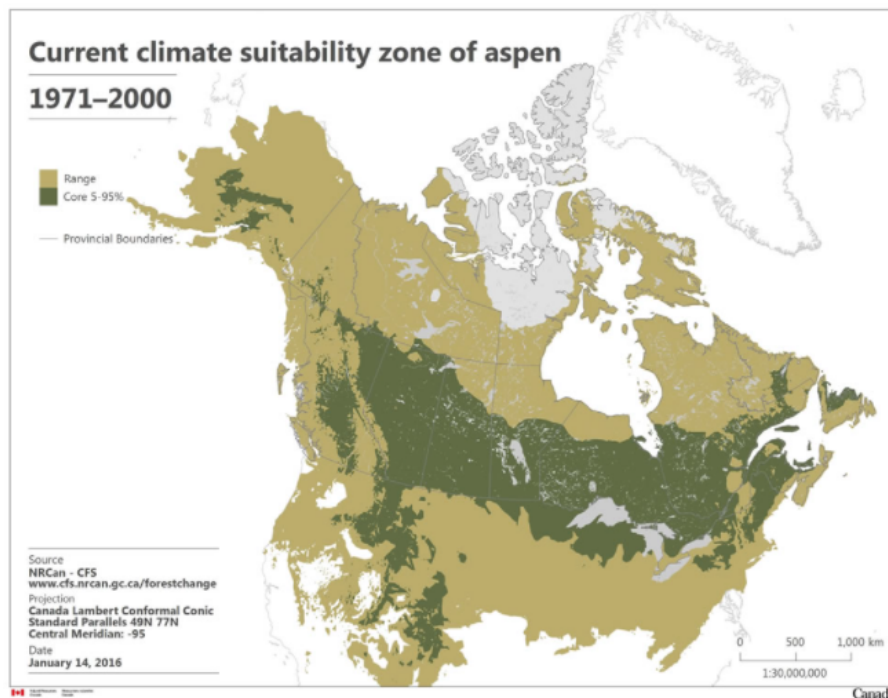 Current climate suitability zone of aspen
1971–2000
Range
Core 5-95%
Provincial Boundaries
Source
NRCan - CFS
www.cfs.nrcan.gc.ca/forestchange
Projection
Canada Lambert Conformal Conic
Standard Parallels 49N 77N
Central Meridian: -95
Date
January 14, 2016
0 500 1,000 km
1:30,000,000
Canada